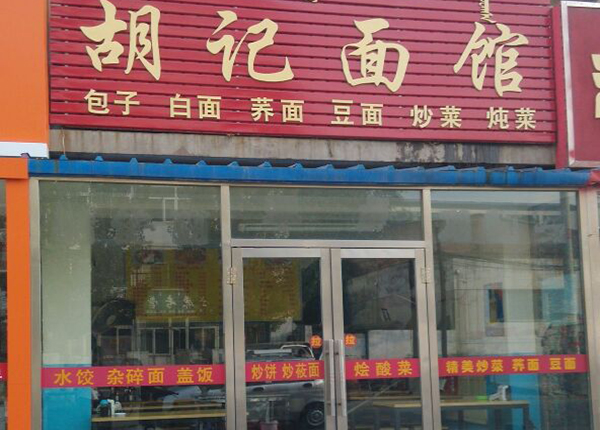 胡记面馆
包子 白面 荞面 豆面 炒菜 炖菜
拉 拉
水饺 杂碎面 盖饭 炒饼 炒莜面 烩酸菜 精美炒菜 荞面 豆面